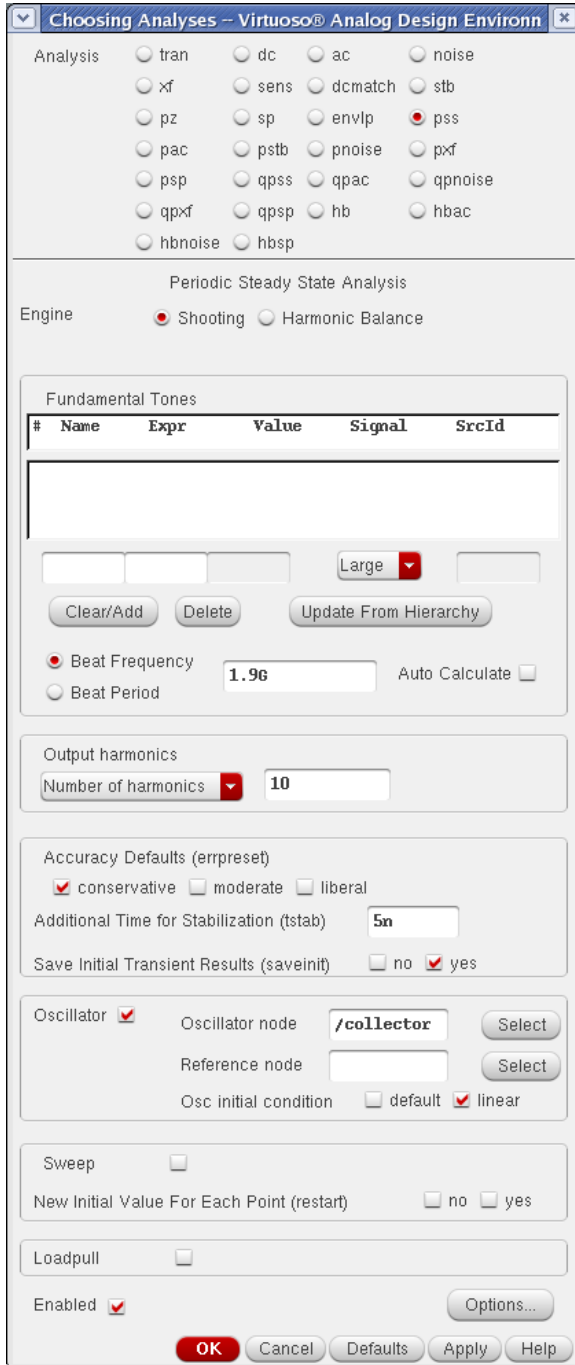 Choosing Analyses -- Virtuoso® Analog Design Environn
Analysis tran dc ac noise
xf sens dcmatch stb
pz sp envlp pss
pac pstb pnoise pxf
psp qpss qpac qpnoise
qpxf qpsp hb hbac
hbnoise hbsp
Periodic Steady State Analysis
Engine Shooting Harmonic Balance
Fundamental Tones
# Name Expr Value Signal SrcId
Large
Clear/Add Delete Update From Hierarchy
Beat Frequency 1.9G Auto Calculate
Beat Period
Output harmonics
Number of harmonics 10
Accuracy Defaults (errpreset)
conservative moderate liberal
Additional Time for Stabilization (tstab) 5n
Save Initial Transient Results (saveinit) no yes
Oscillator Oscillator node /collector Select
Reference node Select
Osc initial condition default linear
Sweep
New Initial Value For Each Point (restart) no yes
Loadpull
Enabled Options...
OK Cancel Defaults Apply Help